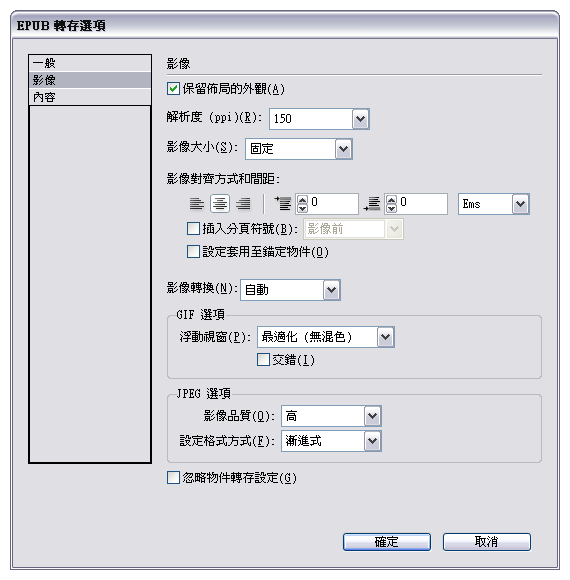 EPUB 轉存選項
一般
影像
內容
影像
保留佈局的外觀(A)
解析度 (ppi)(R): 150
影像大小(S): 固定
影像對齊方式和間距:
0 0 Ems
插入分頁符號(B): 影像前
設定套用至錨定物件(O)
影像轉換(N): 自動
GIF 選項
浮動視窗(P): 最適化 (無混色)
交錯(I)
JPEG 選項
影像品質(Q): 高
設定格式方式(F): 漸進式
忽略物件轉存設定(G)
確定 取消